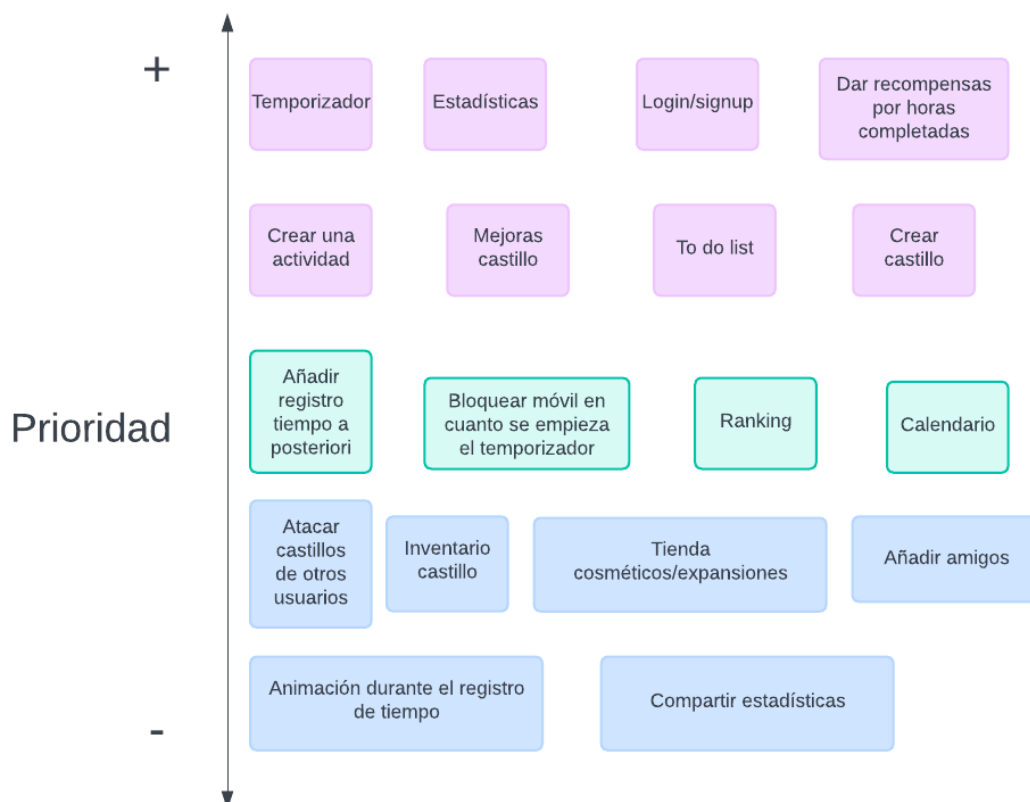 +
Temporizador
Estadísticas
Login/signup
Dar recompensas
por horas
completadas
Crear una
actividad
Mejoras
castillo
To do list
Crear
castillo
Prioridad
Añadir
registro
tiempo a
posteriori
Bloquear móvil en
cuanto se empieza
el temporizador
Ranking
Calendario
Atacar
castillos
de otros
usuarios
Inventario
castillo
Tienda
cosméticos/expansiones
Añadir amigos
Animación durante el registro
de tiempo
Compartir estadísticas
-